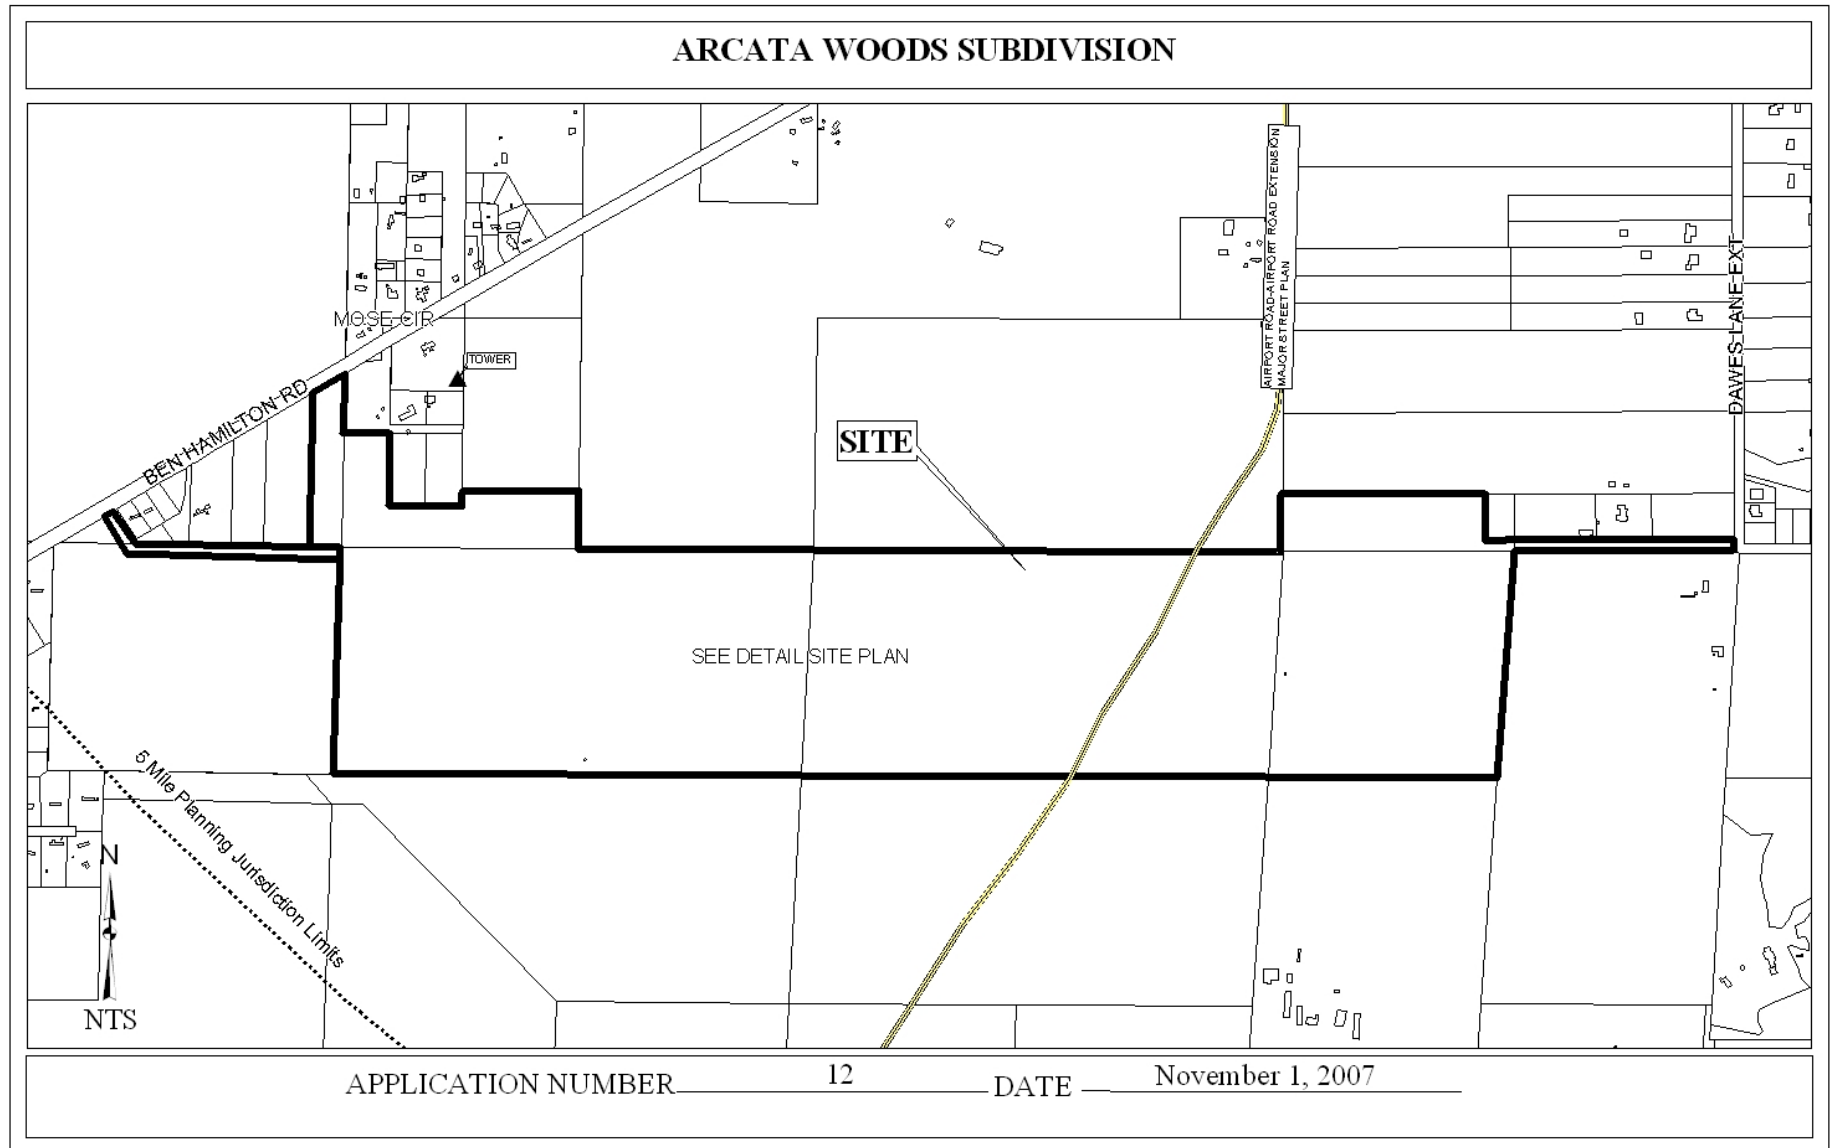 ARCATA WOODS SUBDIVISION
AIRPORT ROAD-AIRPORT ROAD EXTENSION
MAJOR STREET PLAN
DAWES LANE EXT
MOSE CIR
TOWER
BEN HAMILTON RD
SITE
SEE DETAIL SITE PLAN
5 Mile Planning Jurisdiction Limits
N
NTS
APPLICATION NUMBER 12 DATE November 1, 2007